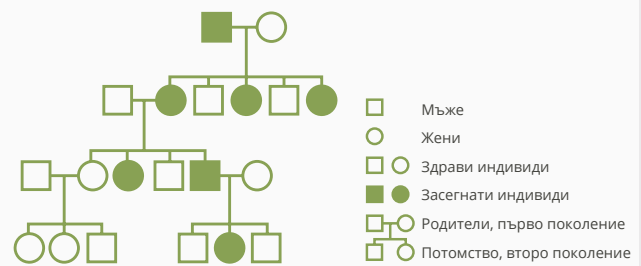 Мъже
Жени
Здрави индивиди
Засегнати индивиди
Родители, първо поколение
Потомство, второ поколение